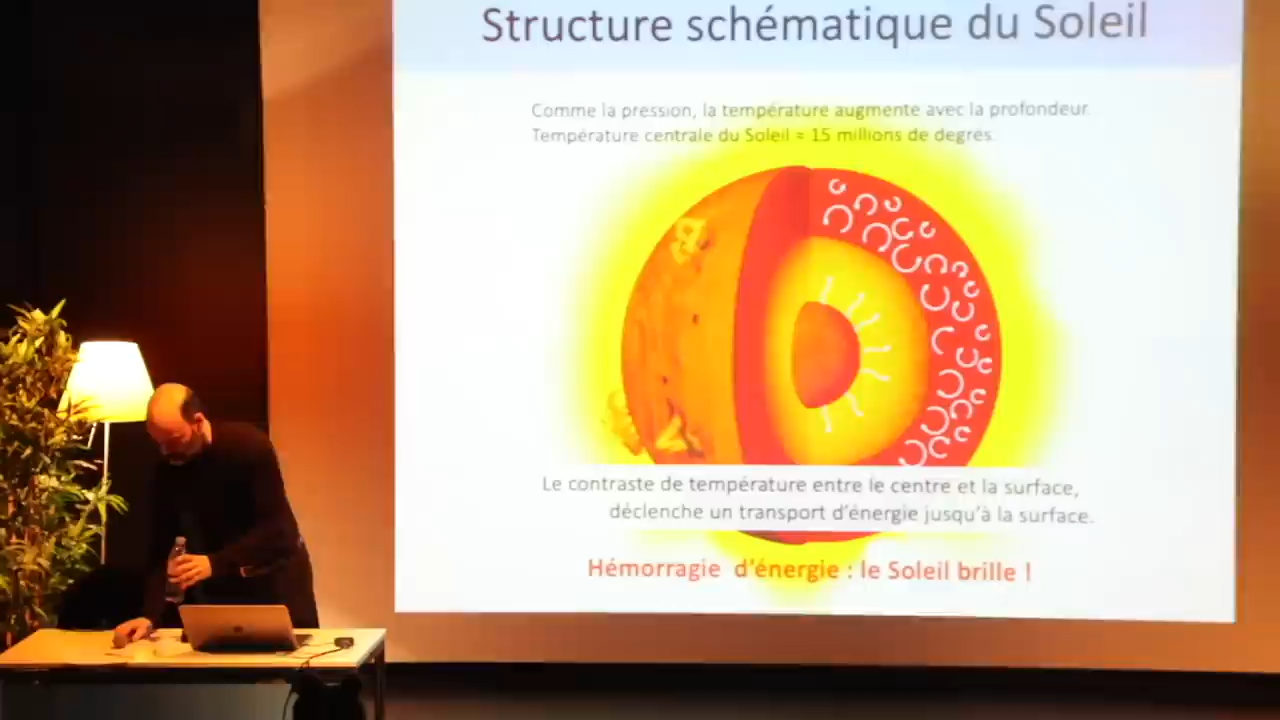 Structure schématique du Soleil
Comme la pression, la température augmente avec la profondeur.
Température centrale du Soleil = 15 millions de degrés.
Le contraste de température entre le centre et la surface,
déclenche un transport d'énergie jusqu'à la surface.
Hémorragie d'énergie : le Soleil brille !